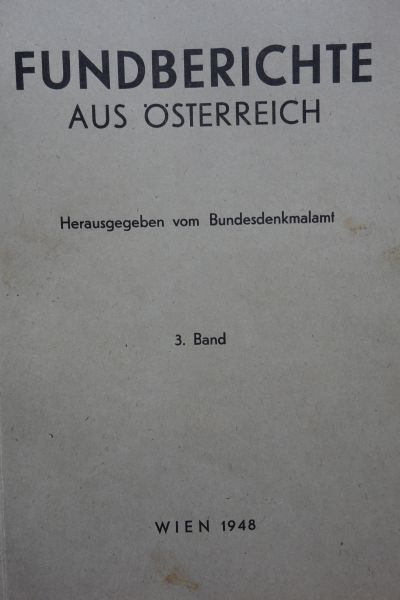 FUNDBERICHTE
AUS ÖSTERREICH
Herausgegeben vom Bundesdenkmalamt
3. Band
WIEN 1948